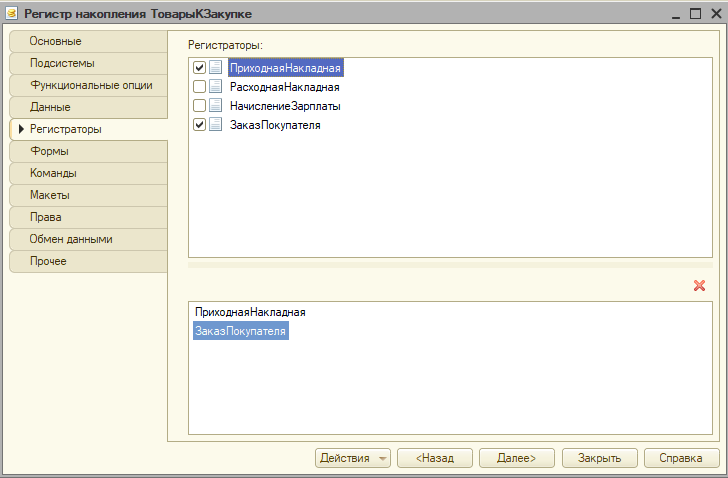 Регистр накопления ТоварыКЗакупке
Основные
Подсистемы
Функциональные опции
Данные
Регистраторы
Формы
Команды
Макеты
Права
Обмен данными
Прочее
Регистраторы:
ПриходнаяНакладная
РасходнаяНакладная
НачислениеЗарплаты
ЗаказПокупателя
ПриходнаяНакладная
ЗаказПокупателя
Действия
<Назад
Далее>
Закрыть
Справка